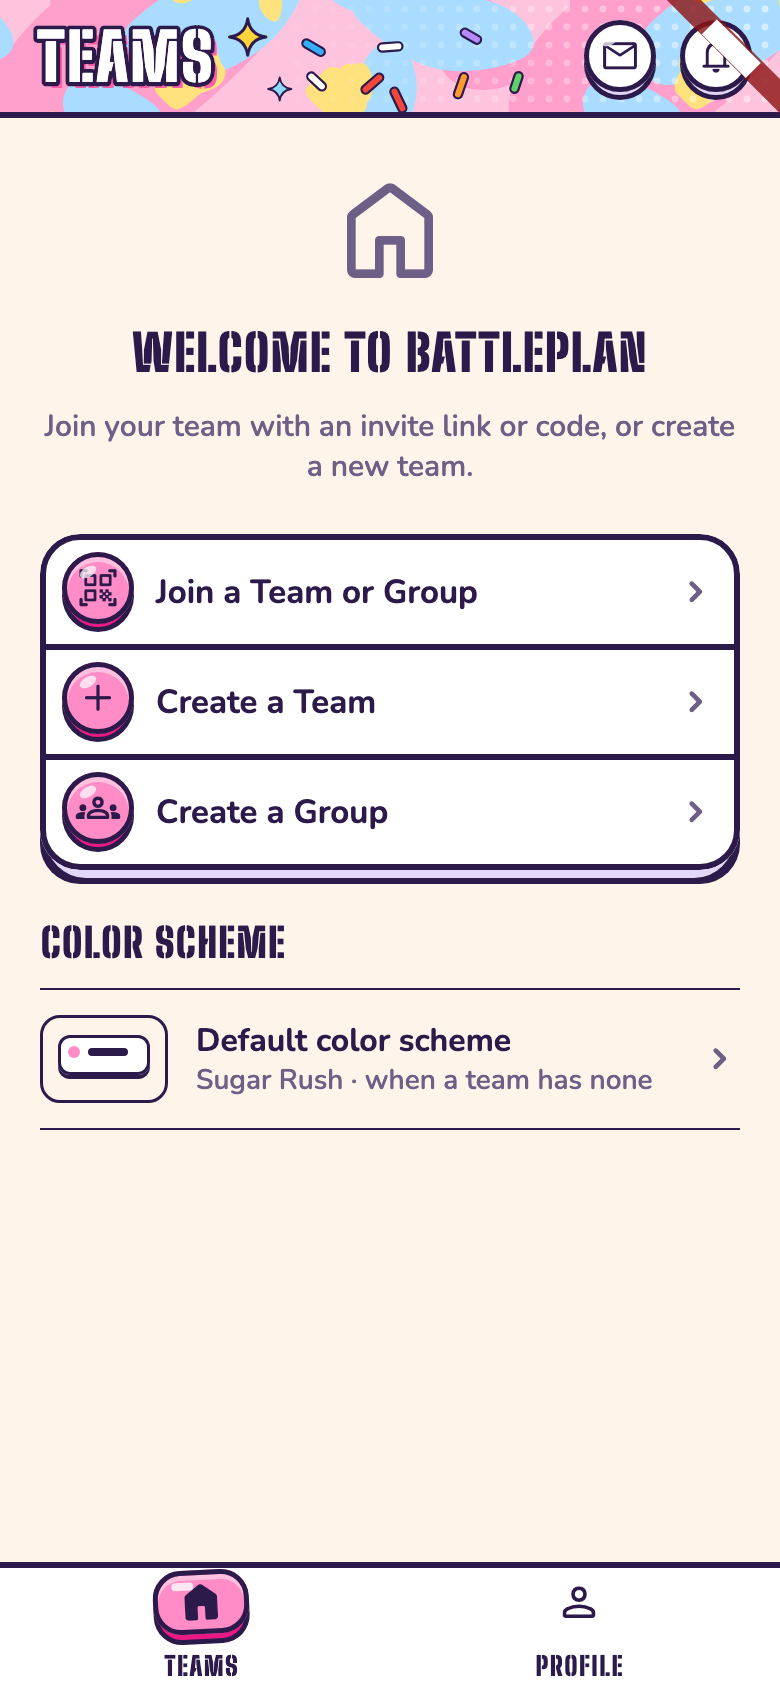 TEAMS
WELCOME TO BATTLEPLAN
Join your team with an invite link or code, or create
a new team.
Join a Team or Group
Create a Team
Create a Group
COLOR SCHEME
Default color scheme
Sugar Rush · when a team has none
TEAMS
PROFILE